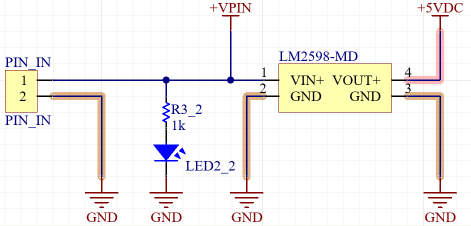 +VPIN
+5VDC
LM2598-MD
PIN_IN
1
2
PIN_IN
R3_2
1k
LED2_2
1 VIN+ VOUT+ 4
2 GND GND 3
GND
GND
GND
GND